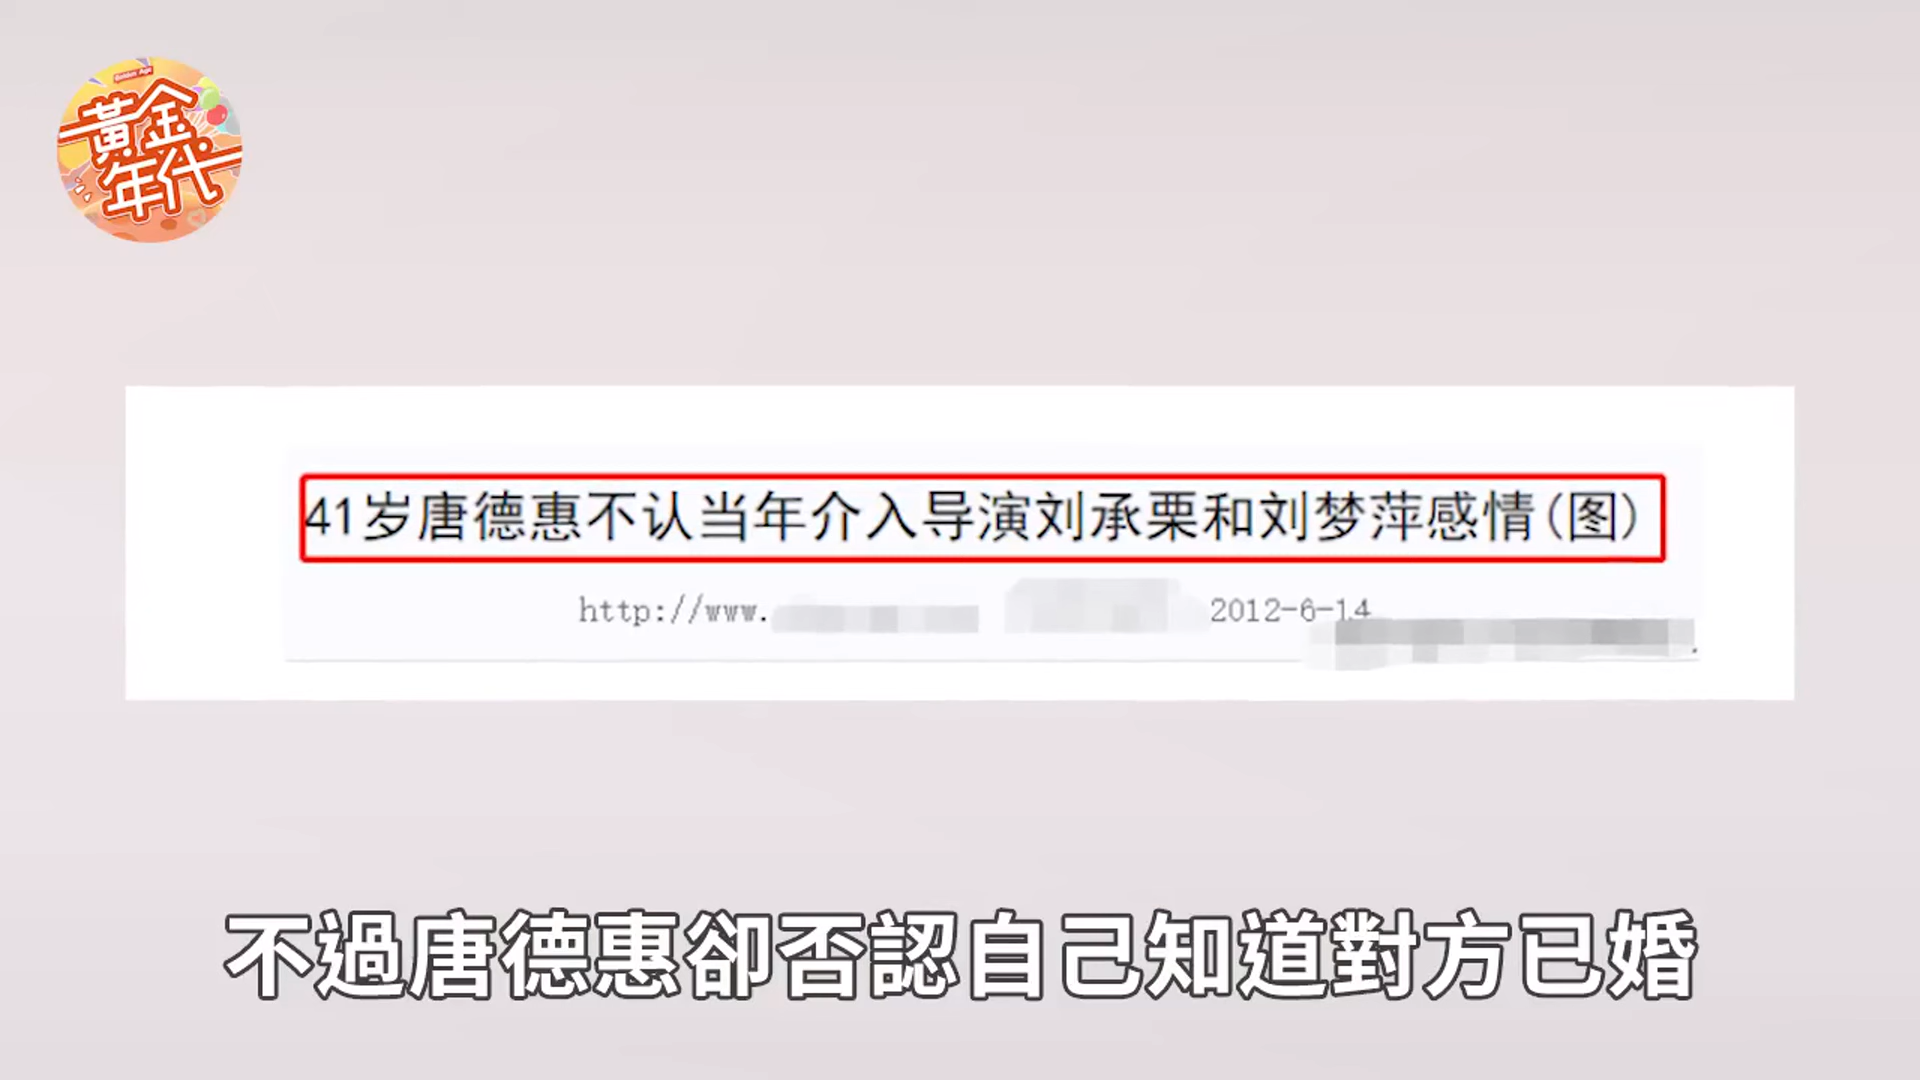 Golden Age
黃金
年代
41岁唐德惠不认当年介入导演刘承栗和刘梦萍感情(图)
http://www.
2012-6-14
不過唐德惠卻否認自己知道對方已婚